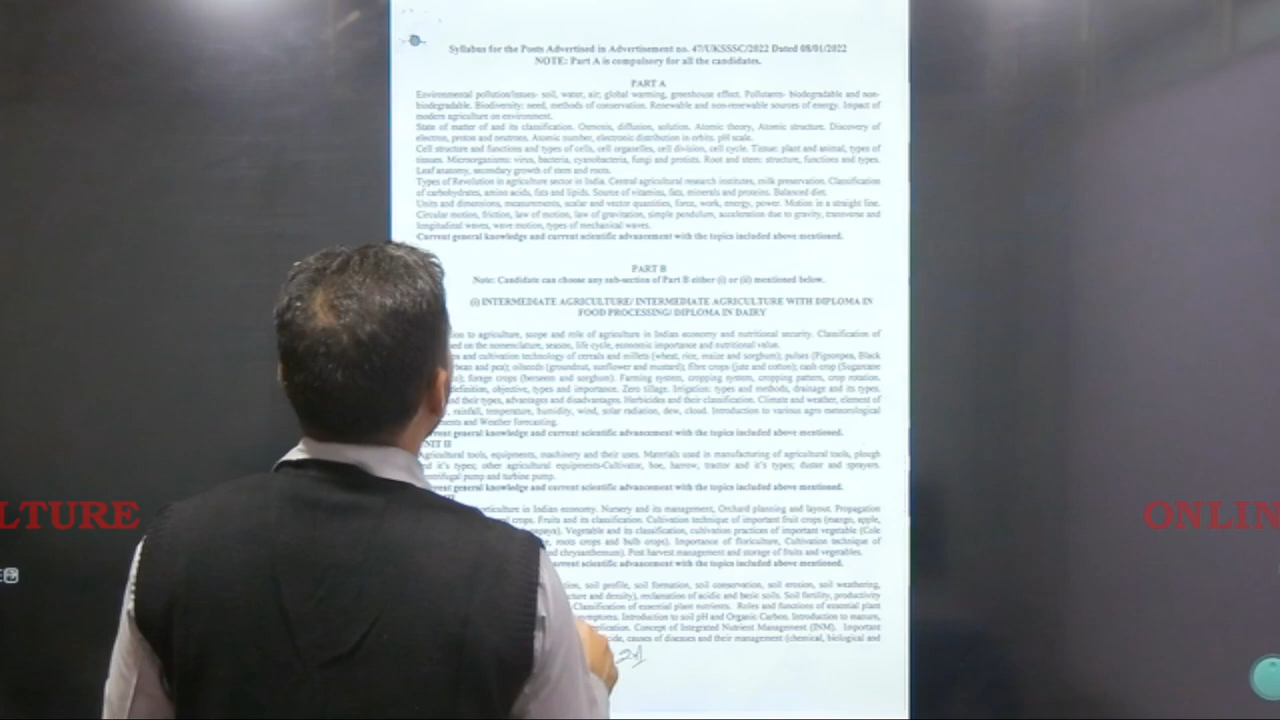 Syllabus for the Posts Advertised in Advertisement no. 47/UKSSSC/2022 Dated 08/01/2022
NOTE: Part A is compulsory for all the candidates.
PART A
Environmental pollution/issues- soil, water, air; global warming, greenhouse effect. Pollutants- biodegradable and non-
biodegradable. Biodiversity: need, methods of conservation. Renewable and non-renewable sources of energy. Impact of
modern agriculture on environment.
State of matter of and its classification. Osmosis, diffusion, solution. Atomic theory, Atomic structure. Discovery of
electron, proton and neutrons. Atomic number, electronic distribution in orbits. pH scale.
Cell structure and functions and types of cells, cell organelles, cell division, cell cycle. Tissue: plant and animal, types of
tissues. Microorganisms: virus, bacteria, cyanobacteria, fungi and protists. Root and stem: structure, functions and types.
Leaf anatomy, secondary growth of stem and roots.
Types of Revolution in agriculture sector in India. Central agricultural research institutes, milk preservation. Classification
of carbohydrates, amino acids, fats and lipids. Source of vitamins, fats, minerals and proteins. Balanced diet.
Units and dimensions, measurements, scalar and vector quantities, force, work, energy, power. Motion in a straight line.
Circular motion, friction, law of motion, law of gravitation, simple pendulum, acceleration due to gravity, transverse and
longitudinal waves, wave motion, types of mechanical waves.
Current general knowledge and current scientific advancement with the topics included above mentioned.
PART B
Note: Candidate can choose any sub-section of Part B either (i) or (ii) mentioned below.
(i) INTERMEDIATE AGRICULTURE/ INTERMEDIATE AGRICULTURE WITH DIPLOMA IN
FOOD PROCESSING/ DIPLOMA IN DAIRY
to agriculture, scope and role of agriculture in Indian economy and nutritional security. Classification of
on the nomenclature, season, life cycle, economic importance and nutritional value.
and cultivation technology of cereals and millets (wheat, rice, maize and sorghum); pulses (Pigeonpea, Black
and pea); oilseeds (groundnut, sunflower and mustard); fibre crops (jute and cotton); cash crop (Sugarcane
forage crops (berseem and sorghum). Farming system, cropping system, cropping pattern, crop rotation.
definition, objective, types and importance. Zero tillage. Irrigation: types and methods, drainage and its types.
and their types, advantages and disadvantages. Herbicides and their classification. Climate and weather, element of
rainfall, temperature, humidity, wind, solar radiation, dew, cloud. Introduction to various agro meteorological
and Weather forecasting.
general knowledge and current scientific advancement with the topics included above mentioned.
II
Agricultural tools, equipments, machinery and their uses. Materials used in manufacturing of agricultural tools, plough
and it's types; other agricultural equipments-Cultivator, hoe, harrow, tractor and it's types; duster and sprayers.
Centrifugal pump and turbine pump.
general knowledge and current scientific advancement with the topics included above mentioned.
in Indian economy. Nursery and its management, Orchard planning and layout. Propagation
crops. Fruits and its classification. Cultivation technique of important fruit crops (mango, apple,
Vegetable and its classification, cultivation practices of important vegetable (Cole
roots crops and bulb crops). Importance of floriculture, Cultivation technique of
chrysanthemum). Post harvest management and storage of fruits and vegetables.
current scientific advancement with the topics included above mentioned.
soil profile, soil formation, soil conservation, soil erosion, soil weathering,
and density), reclamation of acidic and basic soils. Soil fertility, productivity
Classification of essential plant nutrients. Roles and functions of essential plant
Introduction to soil pH and Organic Carbon. Introduction to manure,
Concept of Integrated Nutrient Management (INM). Important
causes of diseases and their management (chemical, biological and
LTURE
ONLIN